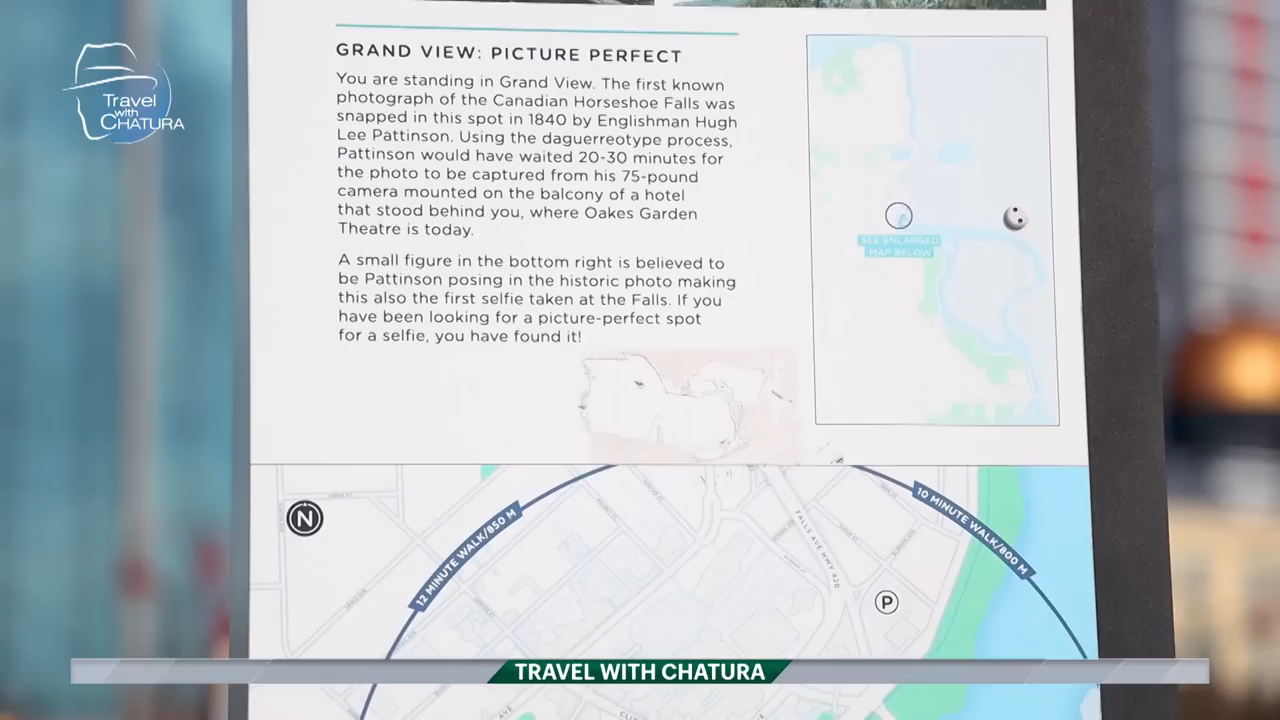 Travel
with
CHATURA
GRAND VIEW: PICTURE PERFECT
You are standing in Grand View. The first known
photograph of the Canadian Horseshoe Falls was
snapped in this spot in 1840 by Englishman Hugh
Lee Pattinson. Using the daguerreotype process,
Pattinson would have waited 20-30 minutes for
the photo to be captured from his 75-pound
camera mounted on the balcony of a hotel
that stood behind you, where Oakes Garden
Theatre is today.
A small figure in the bottom right is believed to
be Pattinson posing in the historic photo making
this also the first selfie taken at the Falls. If you
have been looking for a picture-perfect spot
for a selfie, you have found it!
SEE ENLARGED
MAP BELOW
N
12 MINUTE WALK/850 M
10 MINUTE WALK/800 M
FALLS AVE HWY 420
P
AVE
TRAVEL WITH CHATURA